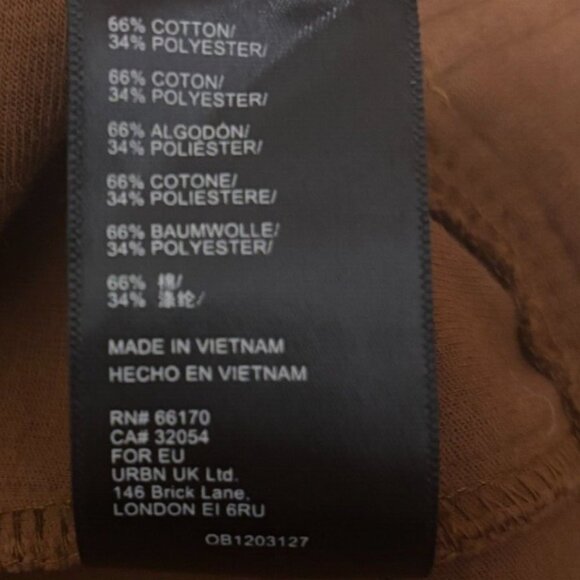 66% COTTON/
34% POLYESTER/
66% COTON/
34% POLYESTER/
66% ALGODÓN/
34% POLIÉSTER/
66% COTONE/
34% POLIESTERE/
66% BAUMWOLLE/
34% POLYESTER/
66% 棉/
34% 涤纶/
MADE IN VIETNAM
HECHO EN VIETNAM
RN# 66170
CA# 32054
FOR EU
URBN UK Ltd.
146 Brick Lane,
LONDON EI 6RU
OB1203127